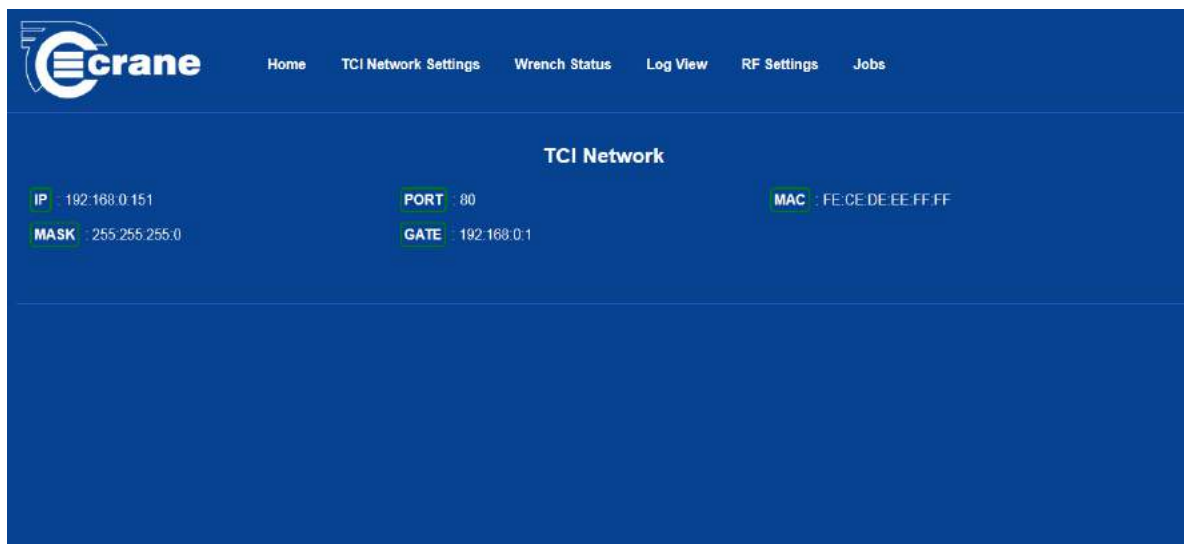 crane Home TCI Network Settings Wrench Status Log View RF Settings Jobs
TCI Network
IP : 192:168:0:151 PORT : 80 MAC : FE:CE:DE:EE:FF:FF
MASK : 255:255:255:0 GATE : 192:168:0:1